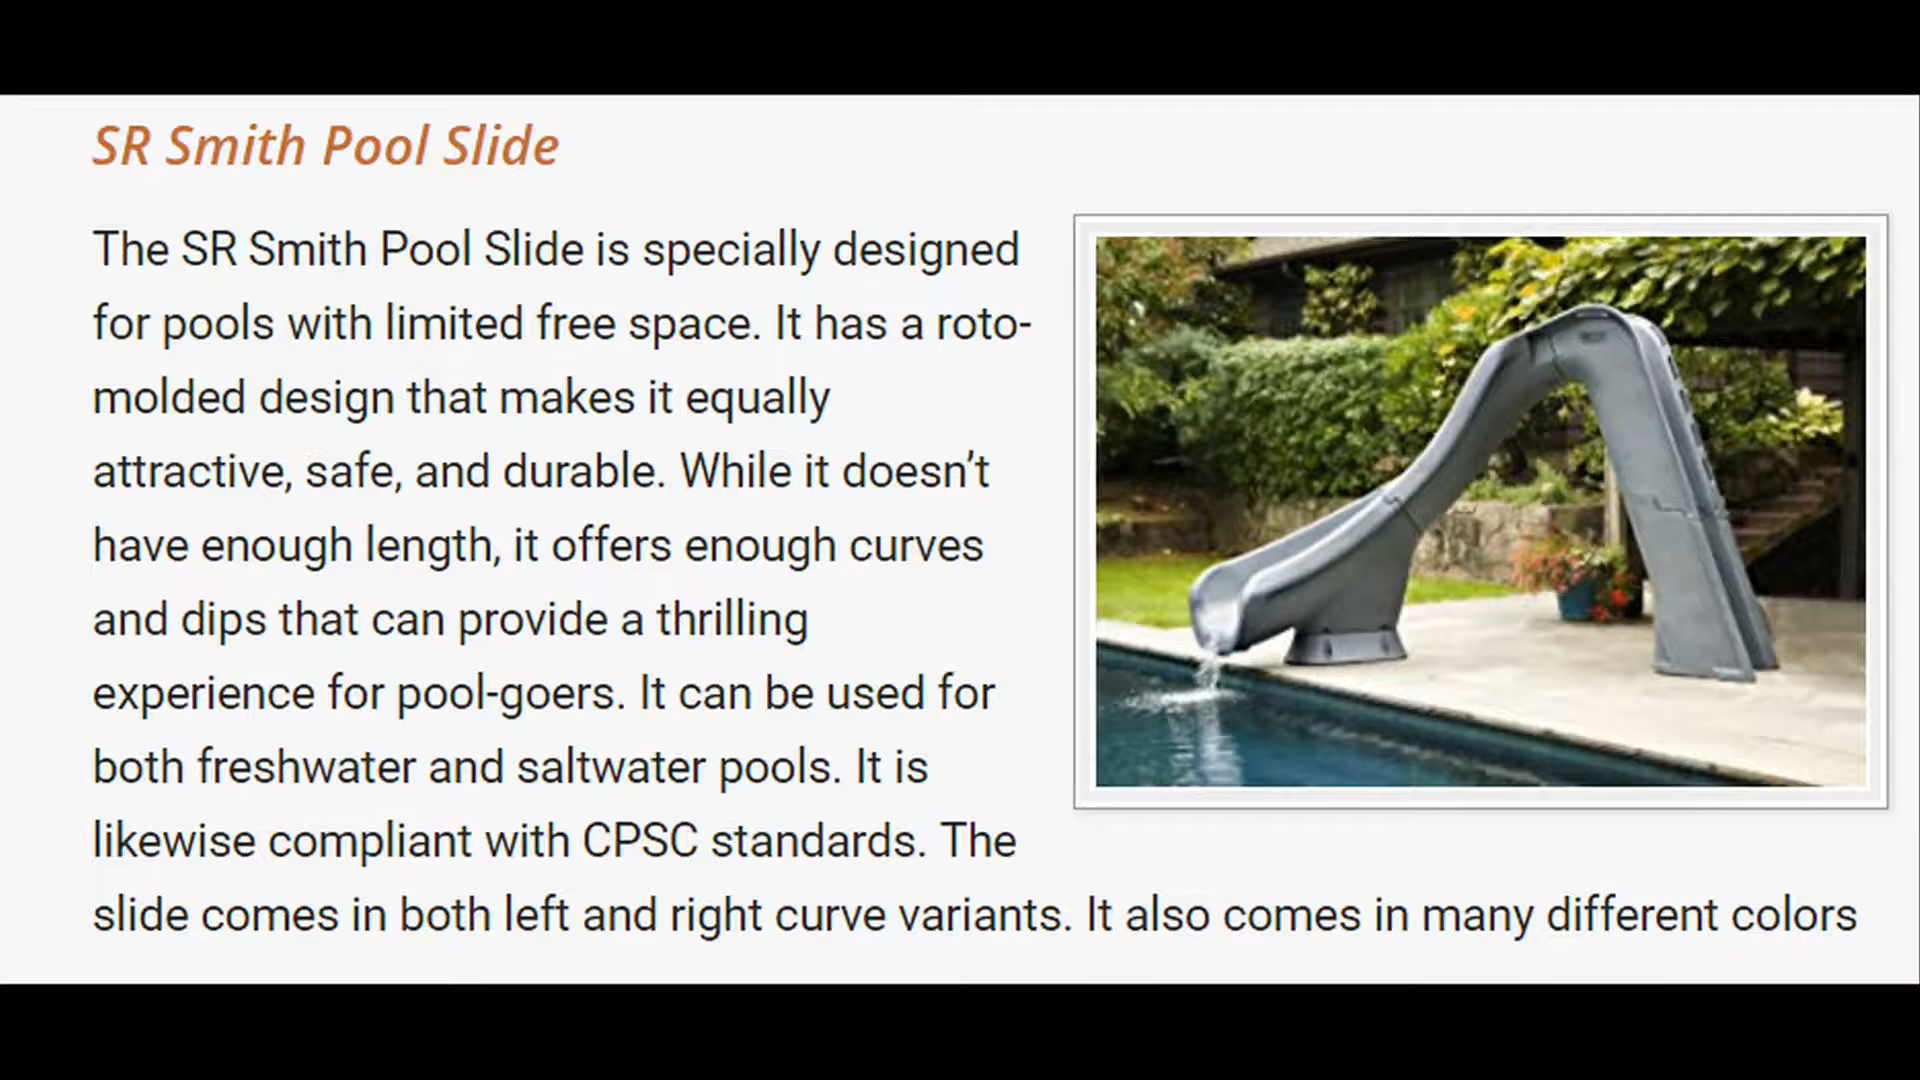 SR Smith Pool Slide
The SR Smith Pool Slide is specially designed
for pools with limited free space. It has a roto-
molded design that makes it equally
attractive, safe, and durable. While it doesn’t
have enough length, it offers enough curves
and dips that can provide a thrilling
experience for pool-goers. It can be used for
both freshwater and saltwater pools. It is
likewise compliant with CPSC standards. The
slide comes in both left and right curve variants. It also comes in many different colors